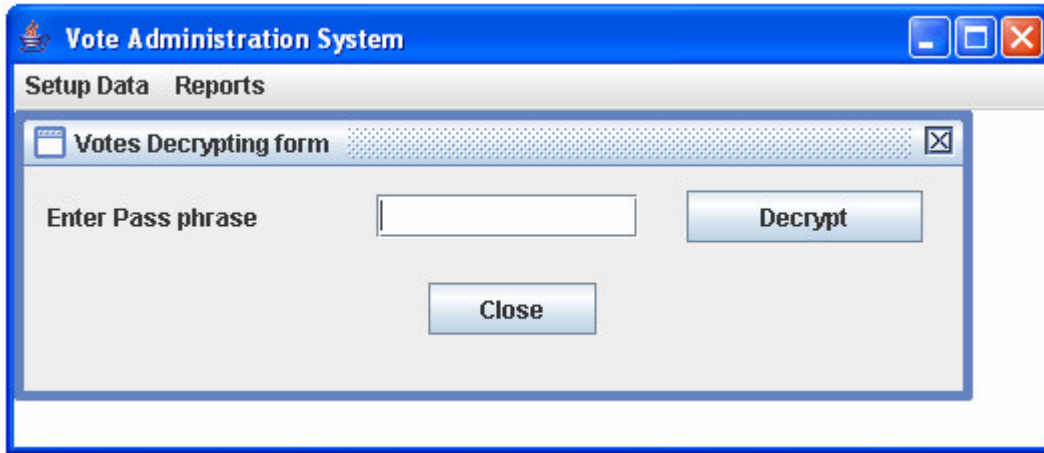 Vote Administration System
Setup Data Reports
Votes Decrypting form
Enter Pass phrase Decrypt
Close